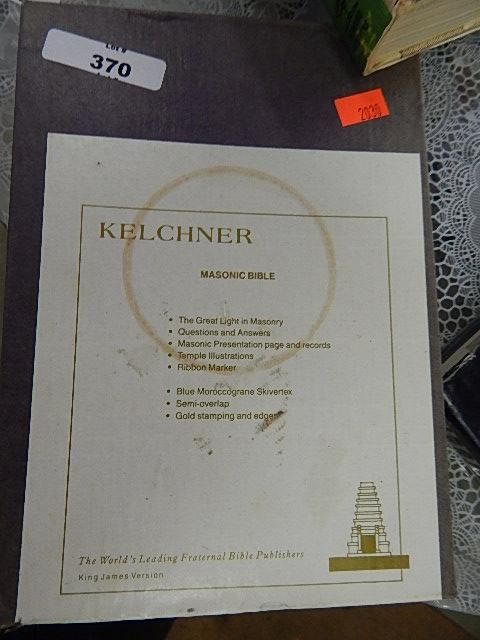 LOT #
370
2039
KELCHNER
MASONIC BIBLE
• The Great Light in Masonry
• Questions and Answers
• Masonic Presentation page and records
• Temple Illustrations
• Ribbon Marker
• Blue Moroccograne Skivertex
• Semi-overlap
• Gold stamping and edges
The World's Leading Fraternal Bible Publishers
King James Version